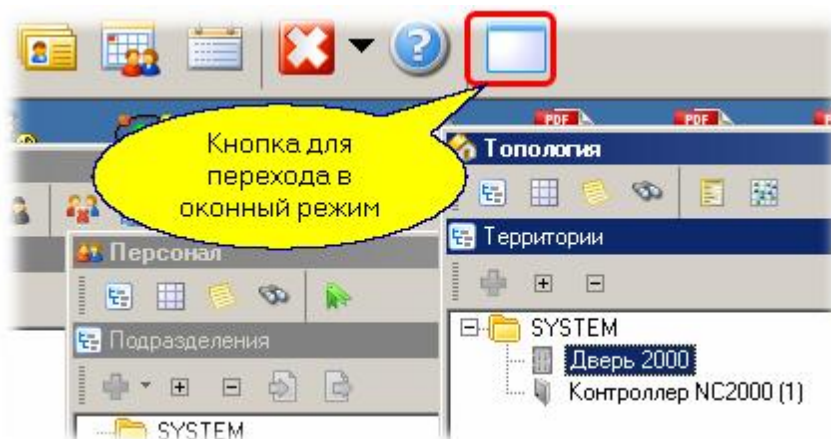 PDF
PDF
Кнопка для
перехода в
оконный режим
Топология
Территории
SYSTEM
Дверь 2000
Контроллер NC2000 (1)
Персонал
Подразделения
SYSTEM